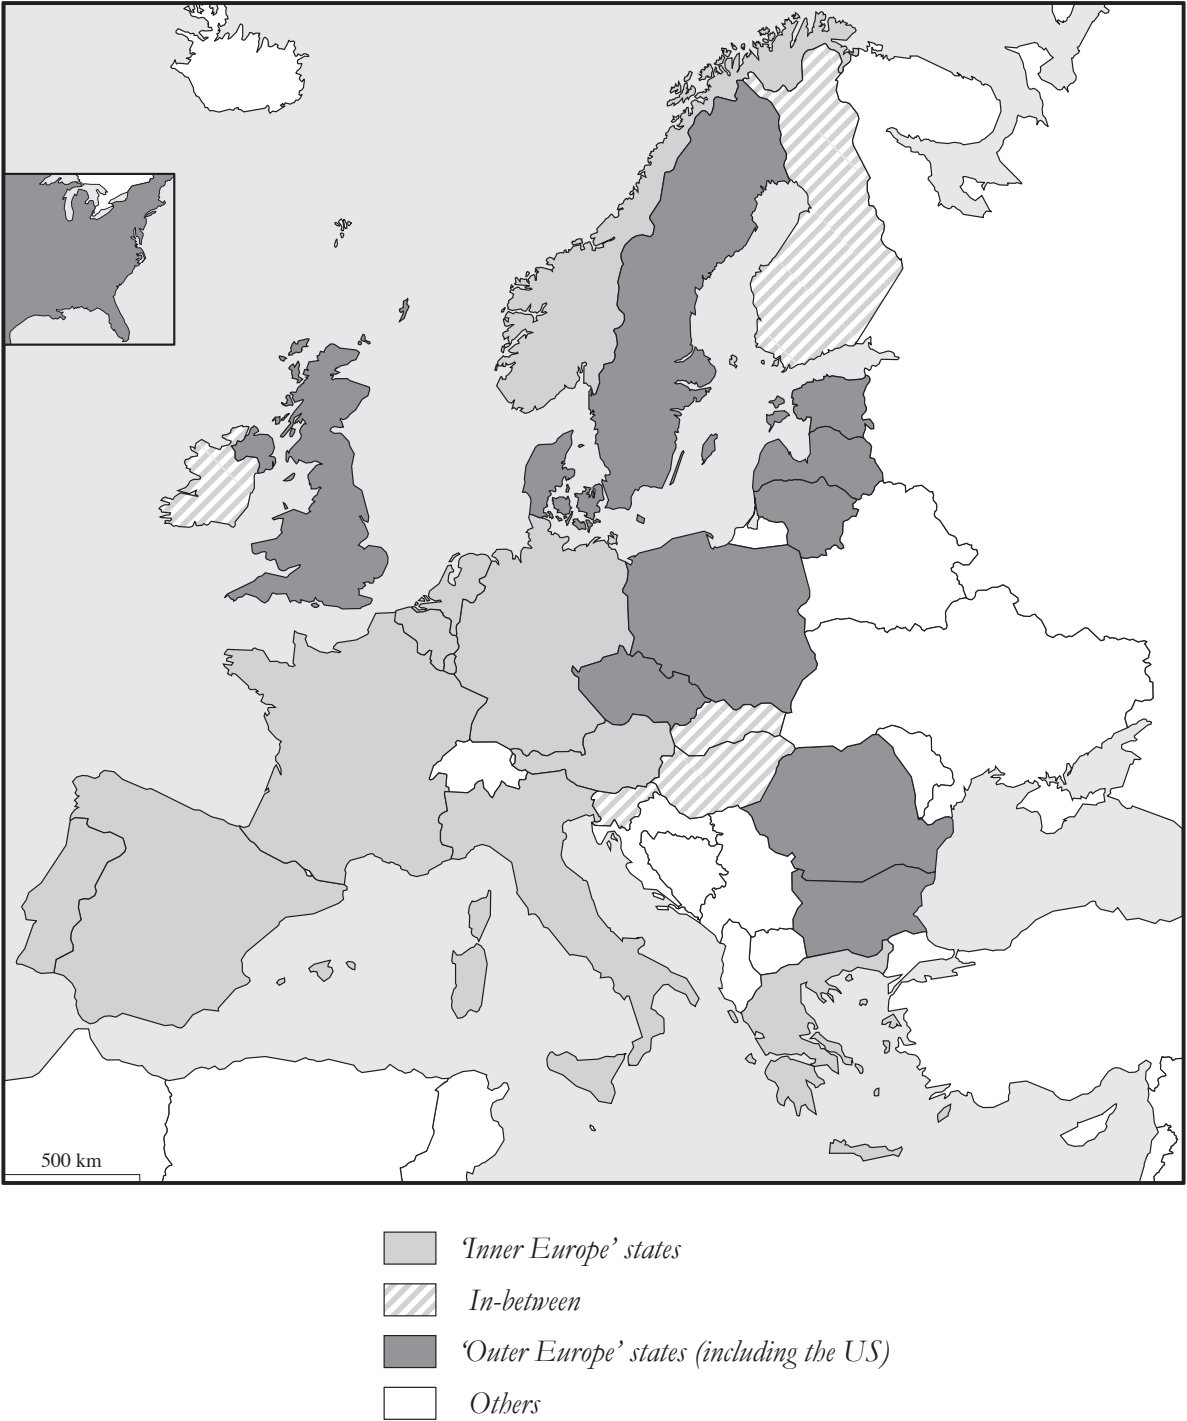 500 km
‘Inner Europe’ states
In-between
‘Outer Europe’ states (including the US)
Others